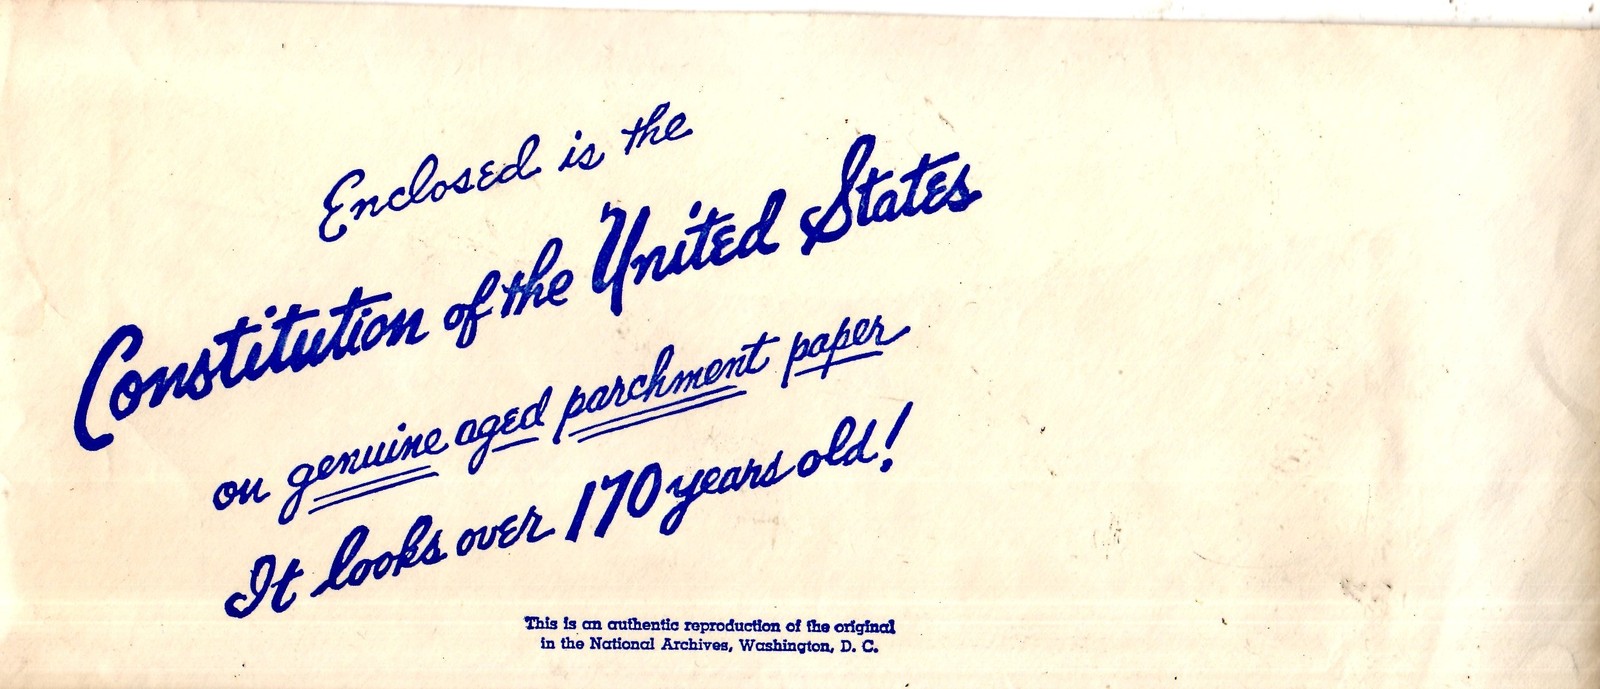 Enclosed is the
Constitution of the United States
on genuine aged parchment paper
It looks over 170 years old!
This is an authentic reproduction of the original
in the National Archives, Washington, D. C.